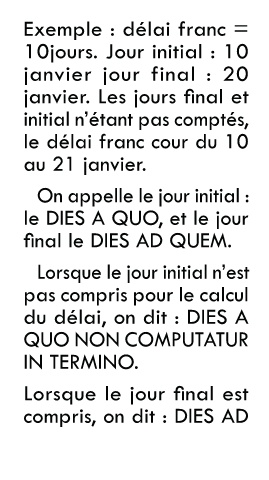 Exemple : délai franc =
10jours. Jour initial : 10
janvier jour final : 20
janvier. Les jours final et
initial n'étant pas comptés,
le délai franc cour du 10
au 21 janvier.
On appelle le jour initial :
le DIES A QUO, et le jour
final le DIES AD QUEM.
Lorsque le jour initial n'est
pas compris pour le calcul
du délai, on dit : DIES A
QUO NON COMPUTATUR
IN TERMINO.
Lorsque le jour final est
compris, on dit : DIES AD